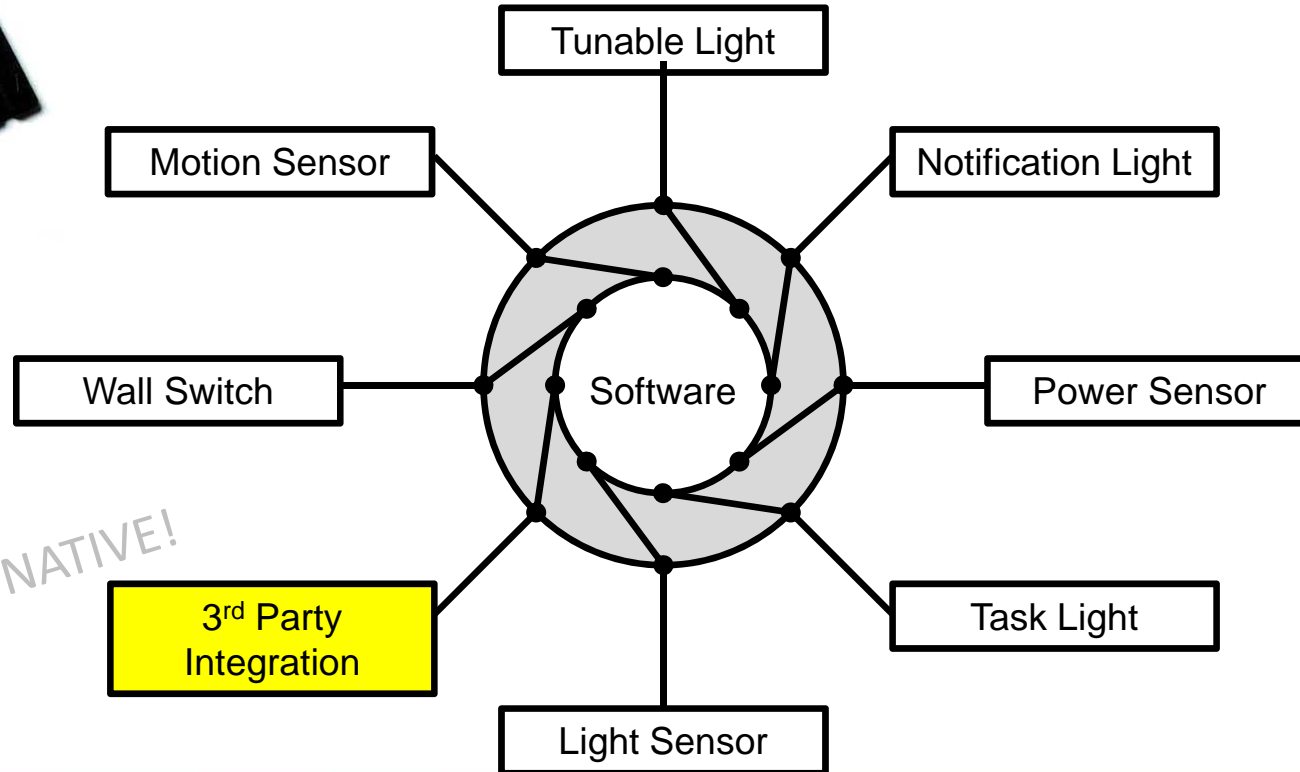 Tunable Light
Motion Sensor
Notification Light
Wall Switch
Software
Power Sensor
NATIVE!
3rd Party
Integration
Task Light
Light Sensor